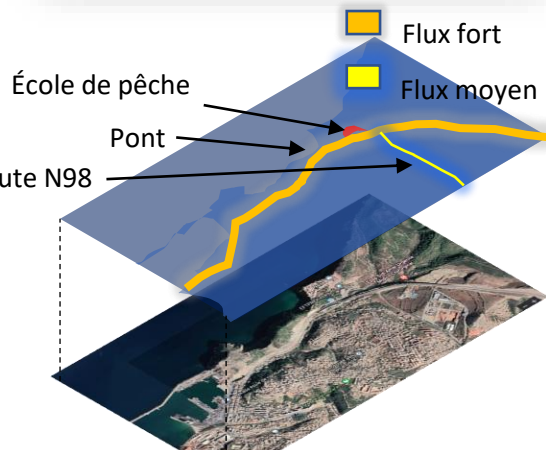 Flux fort
École de pêche
Flux moyen
Pont
ute N98